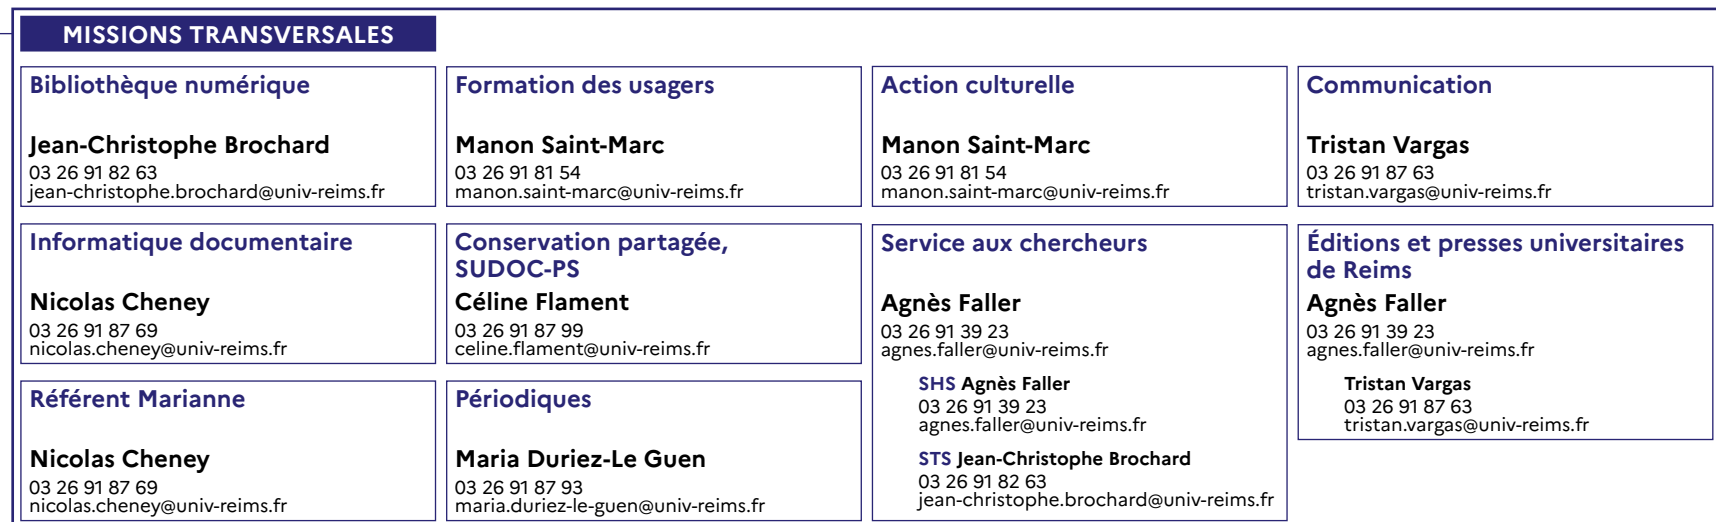 MISSIONS TRANSVERSALES
Bibliothèque numérique
Jean-Christophe Brochard
03 26 91 82 63
jean-christophe.brochard@univ-reims.fr
Formation des usagers
Manon Saint-Marc
03 26 91 81 54
manon.saint-marc@univ-reims.fr
Action culturelle
Manon Saint-Marc
03 26 91 81 54
manon.saint-marc@univ-reims.fr
Communication
Tristan Vargas
03 26 91 87 63
tristan.vargas@univ-reims.fr
Informatique documentaire
Nicolas Cheney
03 26 91 87 69
nicolas.cheney@univ-reims.fr
Conservation partagée,
SUDOC-PS
Céline Flament
03 26 91 87 99
celine.flament@univ-reims.fr
Service aux chercheurs
Agnès Faller
03 26 91 39 23
agnes.faller@univ-reims.fr
SHS Agnès Faller
03 26 91 39 23
agnes.faller@univ-reims.fr
STS Jean-Christophe Brochard
03 26 91 82 63
jean-christophe.brochard@univ-reims.fr
Éditions et presses universitaires
de Reims
Agnès Faller
03 26 91 39 23
agnes.faller@univ-reims.fr
Tristan Vargas
03 26 91 87 63
tristan.vargas@univ-reims.fr
Référent Marianne
Nicolas Cheney
03 26 91 87 69
nicolas.cheney@univ-reims.fr
Périodiques
Maria Duriez-Le Guen
03 26 91 87 93
maria.duriez-le-guen@univ-reims.fr